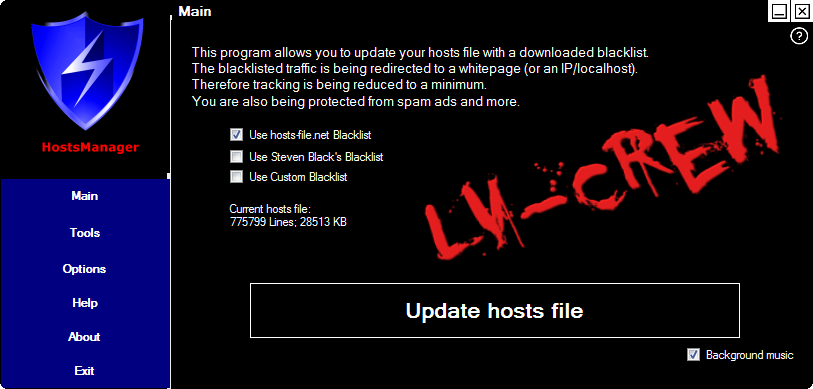 Main
HostsManager
Main
Tools
Options
Help
About
Exit
This program allows you to update your hosts file with a downloaded blacklist.
The blacklisted traffic is being redirected to a whitepage (or an IP/localhost).
Therefore tracking is being reduced to a minimum.
You are also being protected from spam ads and more.
Use hosts-file.net Blacklist
Use Steven Black's Blacklist
Use Custom Blacklist
Current hosts file:
775799 Lines; 28513 KB
Update hosts file
Background music
?